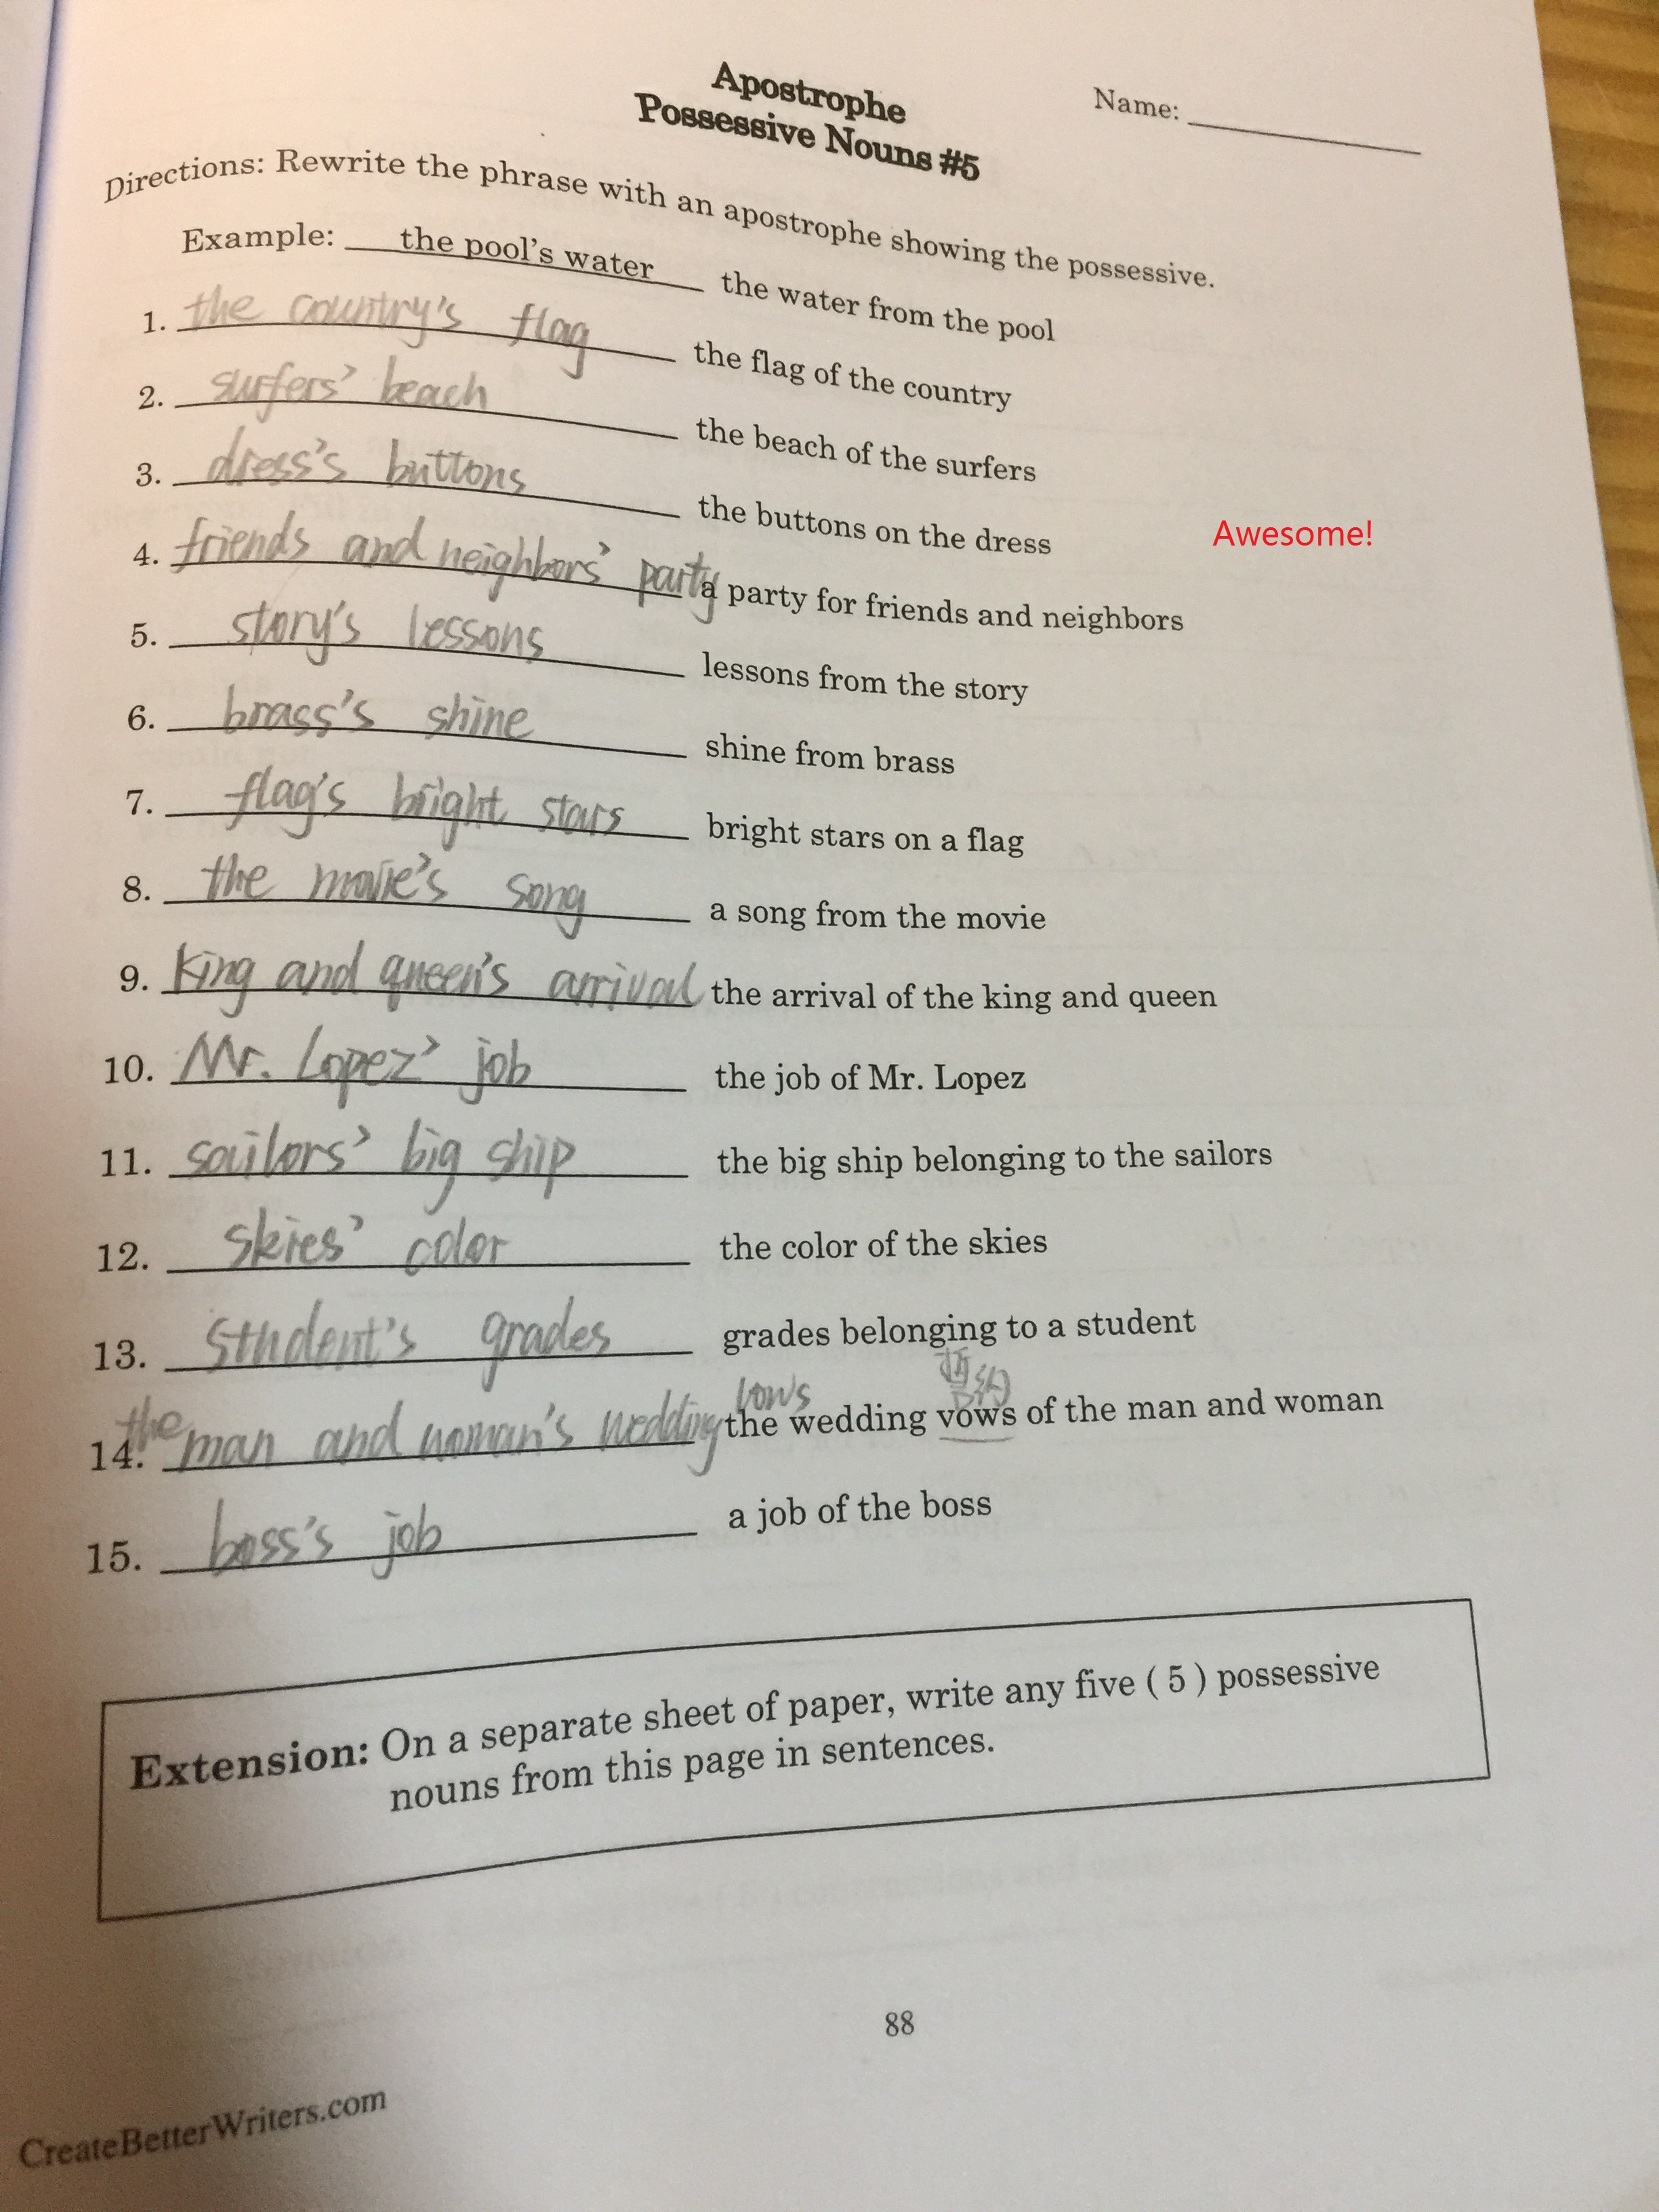 Apostrophe
Possessive Nouns #5
Name:
Directions: Rewrite the phrase with an apostrophe showing the possessive.
Example: the pool's water the water from the pool
1. the country's flag the flag of the country
2. surfers' beach the beach of the surfers
3. dress's buttons the buttons on the dress
Awesome!
4. friends and neighbors' party a party for friends and neighbors
5. story's lessons lessons from the story
6. brass's shine shine from brass
7. flag's bright stars bright stars on a flag
8. the movie's song a song from the movie
9. king and queen's arrival the arrival of the king and queen
10. Mr. Lopez' job the job of Mr. Lopez
11. sailors' big ship the big ship belonging to the sailors
12. skies' color the color of the skies
13. student's grades grades belonging to a student
誓约
14. the man and woman's wedding vows the wedding vows of the man and woman
15. boss's job a job of the boss
Extension: On a separate sheet of paper, write any five ( 5 ) possessive
nouns from this page in sentences.
88
CreateBetterWriters.com